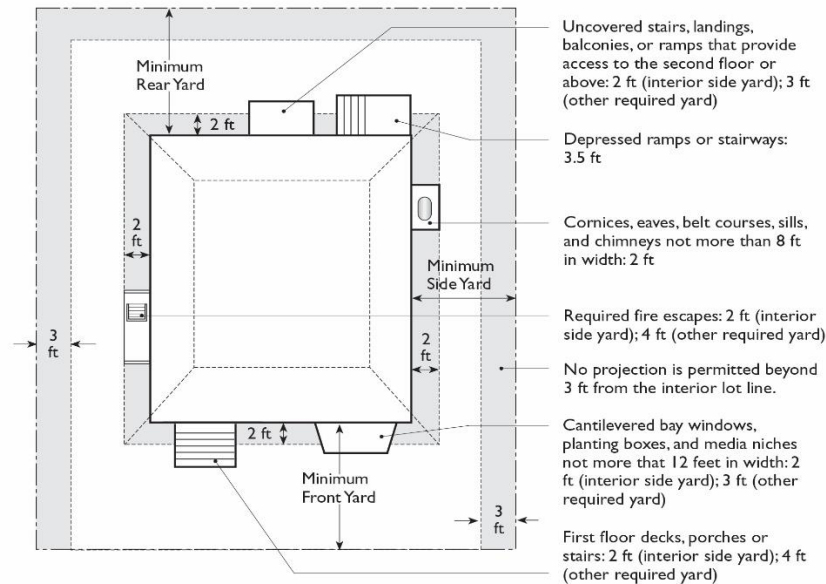 Minimum
Rear Yard
2 ft
2
ft
Minimum
Side Yard
3
ft
2
ft
2 ft
Minimum
Front Yard
3
ft
Uncovered stairs, landings,
balconies, or ramps that provide
access to the second floor or
above: 2 ft (interior side yard); 3 ft
(other required yard)
Depressed ramps or stairways:
3.5 ft
Cornices, eaves, belt courses, sills,
and chimneys not more than 8 ft
in width: 2 ft
Required fire escapes: 2 ft (interior
side yard); 4 ft (other required yard)
No projection is permitted beyond
3 ft from the interior lot line.
Cantilevered bay windows,
planting boxes, and media niches
not more that 12 feet in width: 2
ft (interior side yard); 3 ft (other
required yard)
First floor decks, porches or
stairs: 2 ft (interior side yard); 4 ft
(other required yard)